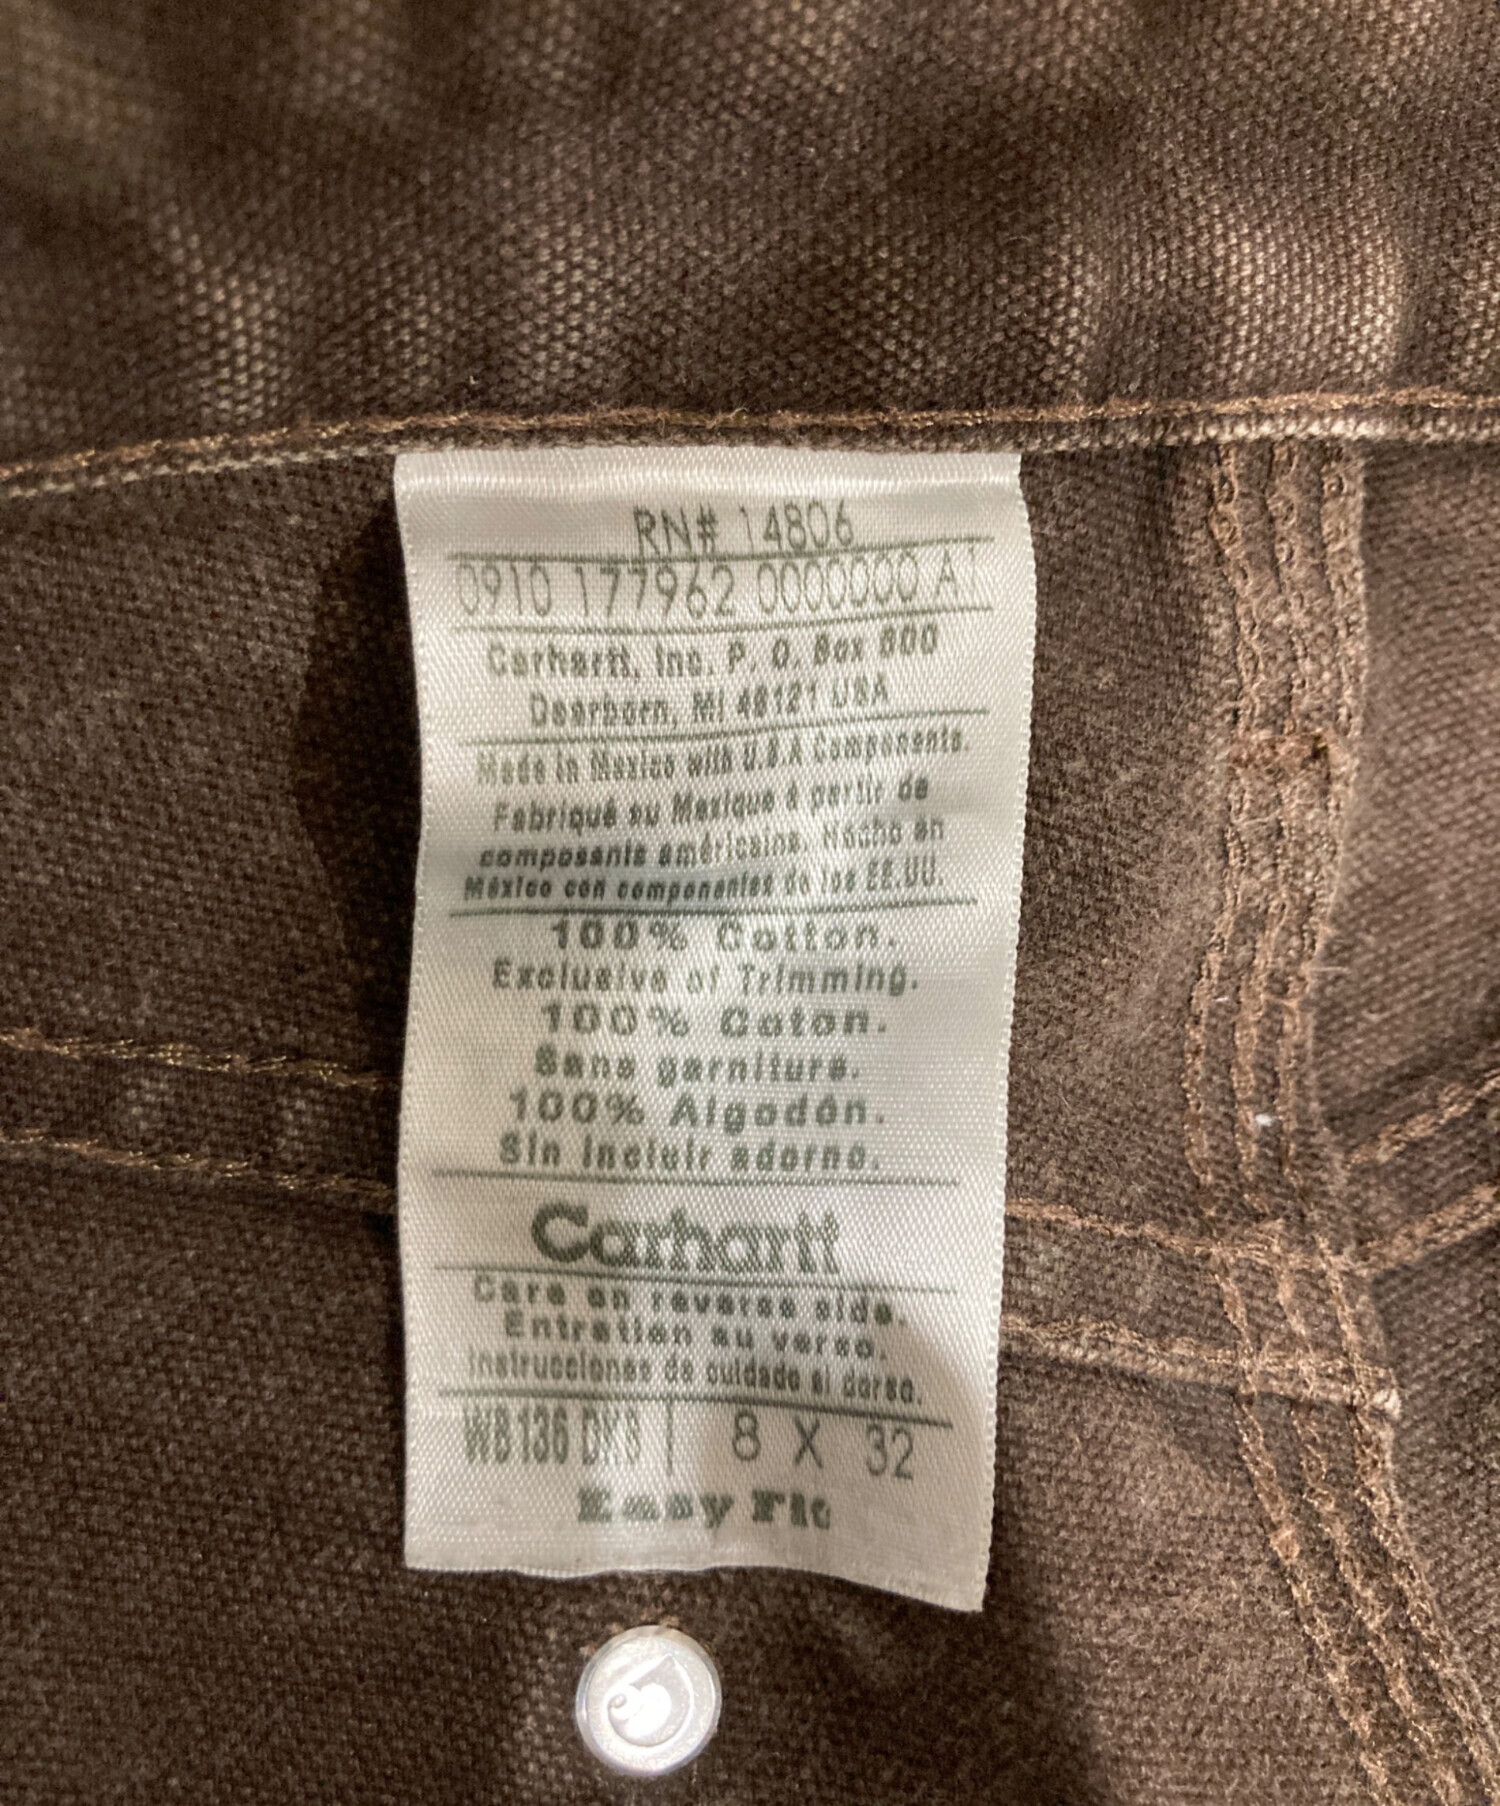 RN# 14806
0910 177962 0000000 A1
Carhartt, Inc. P. O. Box 600
Dearborn, MI 48121 USA
Made in Mexico with U.S.A Components.
Fabriqué au Mexique á partir de
composants américains. Hecho en
México con componentes de los EE.UU.
100% Cotton.
Exclusive of Trimming.
100% Coton.
Sans garniture.
100% Algodón.
Sin incluir adorno.
Carhartt
Care on reverse side.
Entretien au verso.
Instrucciones de cuidado al dorso.
WB136 DKB 8 X 32
Easy Fit